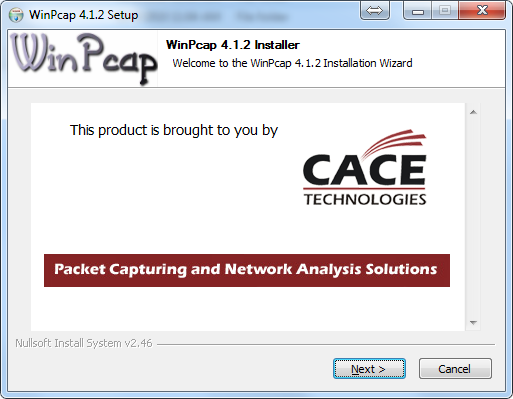 WinPcap 4.1.2 Setup
WinPcap
WinPcap 4.1.2 Installer
Welcome to the WinPcap 4.1.2 Installation Wizard
This product is brought to you by
CACE
TECHNOLOGIES
Packet Capturing and Network Analysis Solutions
Nullsoft Install System v2.46
Next >
Cancel